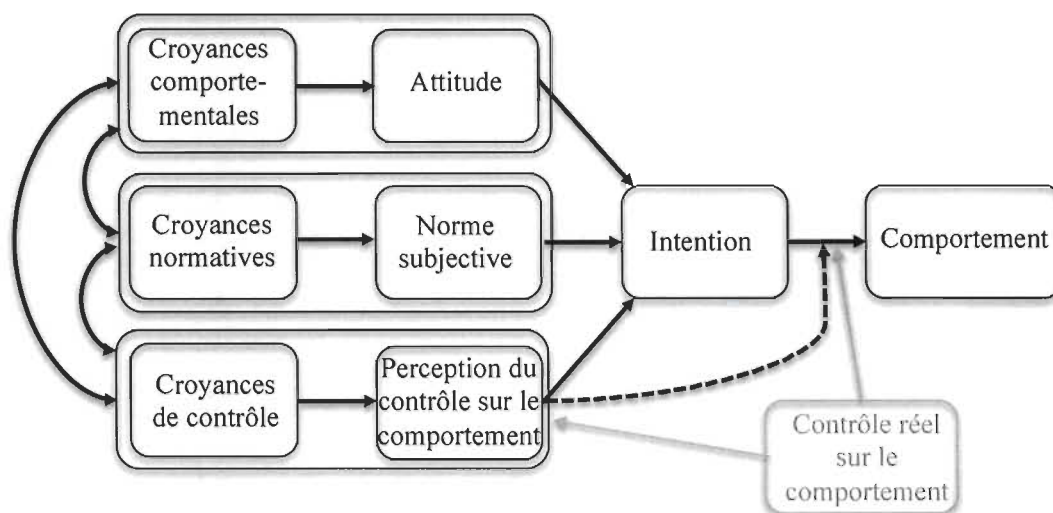 Croyances
comporte-
mentales
Attitude
Croyances
normatives
Norme
subjective
Intention
Comportement
Croyances
de contrôle
Perception du
contrôle sur le
comportement
Contrôle réel
sur le
comportement